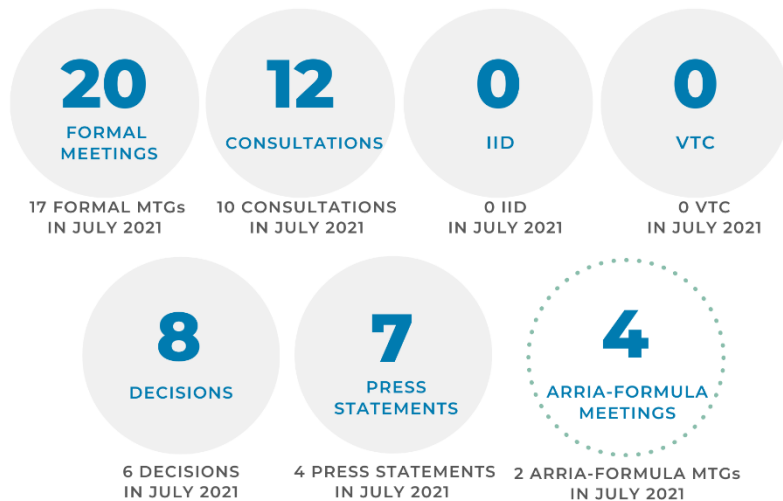 20
FORMAL
MEETINGS
17 FORMAL MTGs
IN JULY 2021
12
CONSULTATIONS
10 CONSULTATIONS
IN JULY 2021
0
IID
0 IID
IN JULY 2021
0
VTC
0 VTC
IN JULY 2021
8
DECISIONS
6 DECISIONS
IN JULY 2021
7
PRESS
STATEMENTS
4 PRESS STATEMENTS
IN JULY 2021
4
ARRIA-FORMULA
MEETINGS
2 ARRIA-FORMULA MTGs
IN JULY 2021